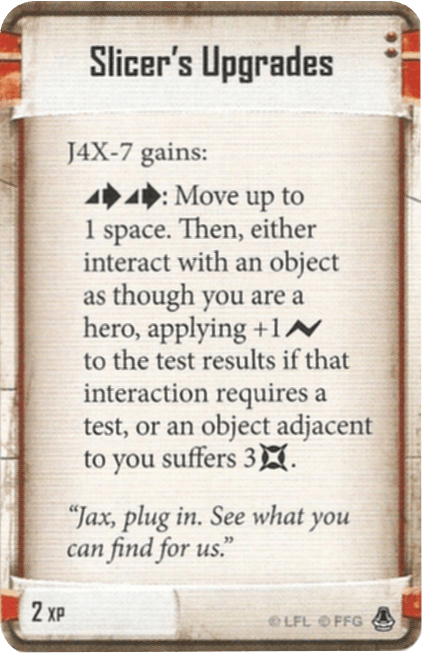 Slicer's Upgrades
J4X-7 gains:
: Move up to
1 space. Then, either
interact with an object
as though you are a
hero, applying +1
to the test results if that
interaction requires a
test, or an object adjacent
to you suffers 3 .
“Jax, plug in. See what you
can find for us.”
2 XP
© LFL © FFG